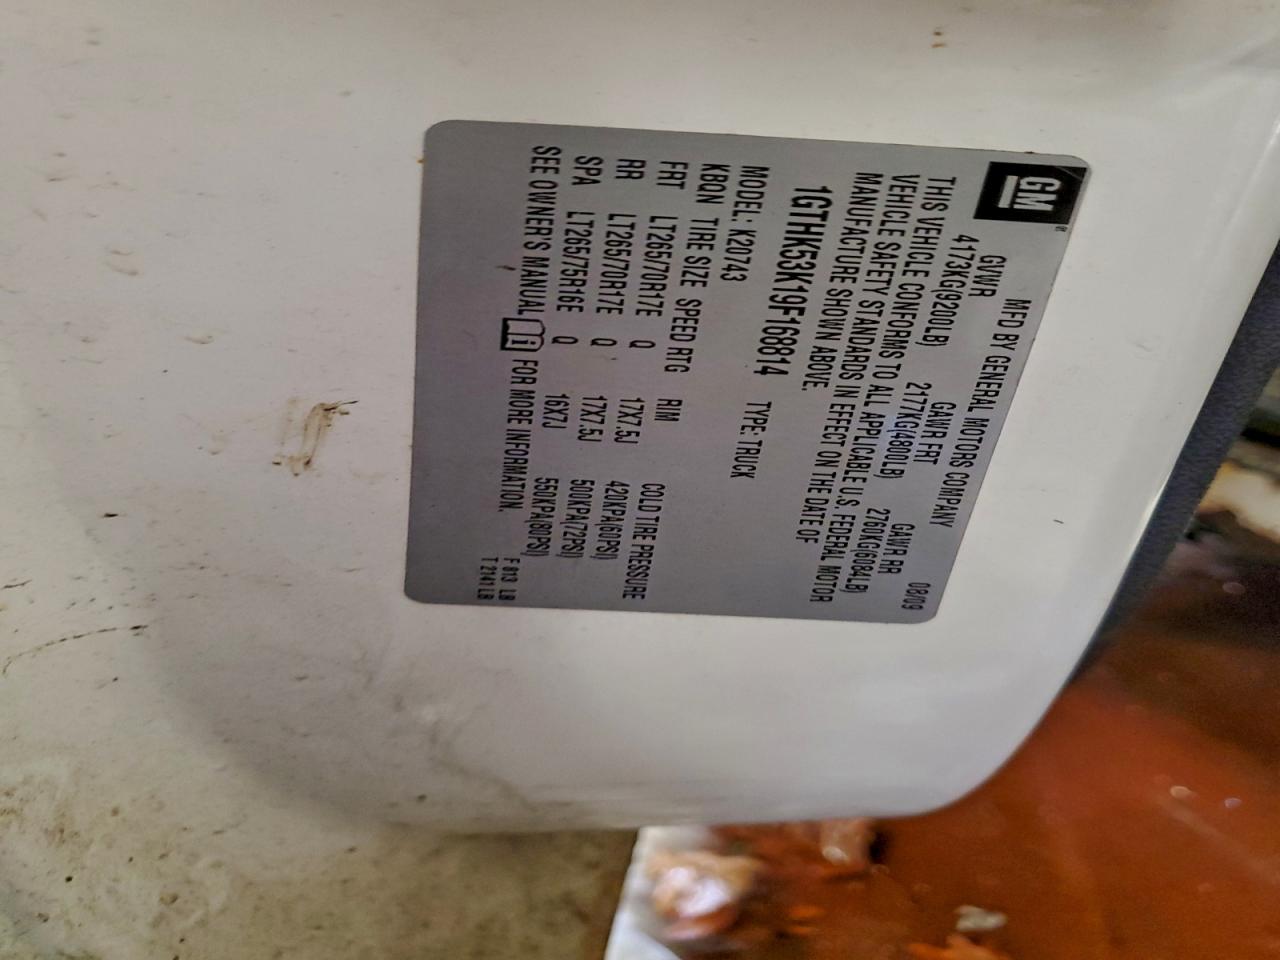 GM
MFD BY GENERAL MOTORS COMPANY 08/09
GVWR GAWR FRT GAWR RR
4173KG(9200LB) 2177KG(4800LB) 2760KG(6084LB)
THIS VEHICLE CONFORMS TO ALL APPLICABLE U.S. FEDERAL MOTOR
VEHICLE SAFETY STANDARDS IN EFFECT ON THE DATE OF
MANUFACTURE SHOWN ABOVE.
1GTHK53K19F168814 TYPE: TRUCK
MODEL: K20743
KBQN TIRE SIZE SPEED RTG RIM COLD TIRE PRESSURE
FRT LT265/70R17E Q 17X7.5J 420KPA(60PSI)
RR LT265/70R17E Q 17X7.5J 500KPA(72PSI)
SPA LT265/75R16E Q 16X7J 550KPA(80PSI)
SEE OWNER'S MANUAL i FOR MORE INFORMATION.
F 813 LB
T 2141 LB